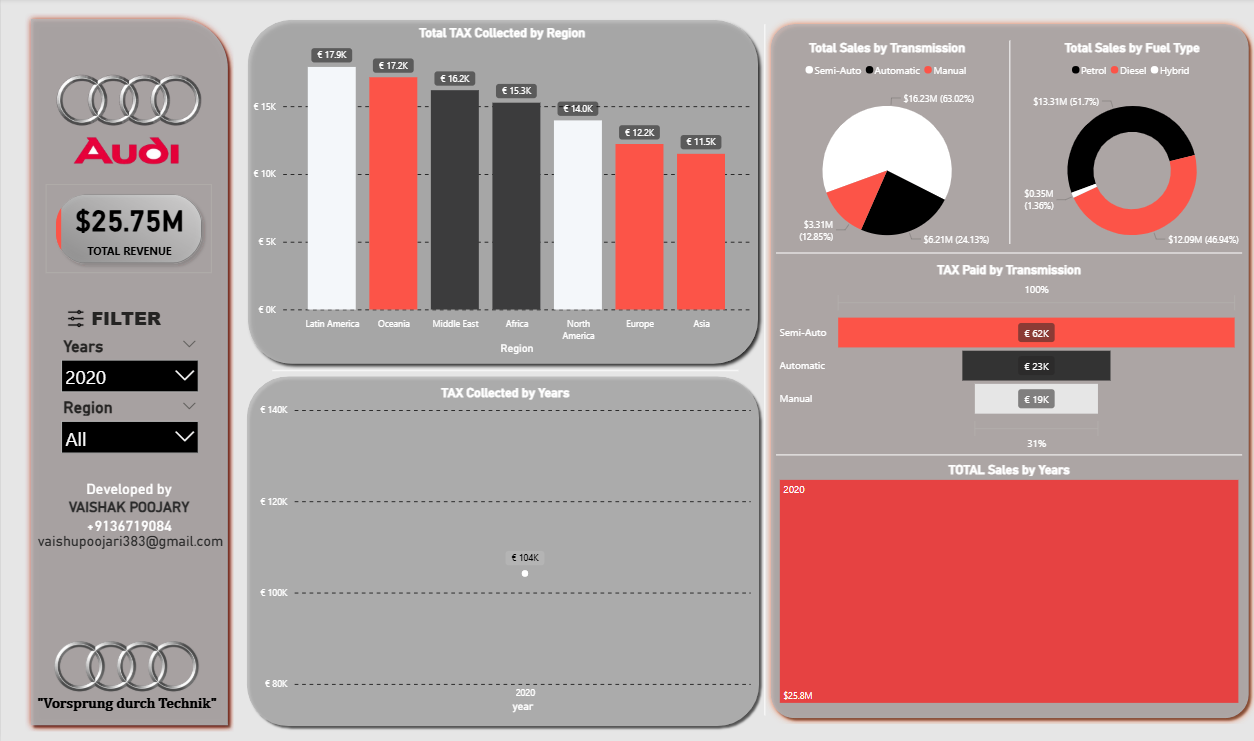 Audi
$25.75M
TOTAL REVENUE
FILTER
Years
2020
Region
All
Developed by
VAISHAK POOJARY
+9136719084
vaishupoojari383@gmail.com
"Vorsprung durch Technik"
Total TAX Collected by Region
€ 15K
€ 10K
€ 5K
€ 0K
€ 17.9K
€ 17.2K
€ 16.2K
€ 15.3K
€ 14.0K
€ 12.2K
€ 11.5K
Latin America
Oceania
Middle East
Africa
North
America
Europe
Asia
Region
TAX Collected by Years
€ 140K
€ 120K
€ 100K
€ 80K
€ 104K
2020
year
Total Sales by Transmission
Semi-Auto Automatic Manual
$16.23M (63.02%)
$3.31M
(12.85%)
$6.21M (24.13%)
Total Sales by Fuel Type
Petrol Diesel Hybrid
$13.31M (51.7%)
$0.35M
(1.36%)
$12.09M (46.94%)
TAX Paid by Transmission
100%
Semi-Auto
€ 62K
Automatic
€ 23K
Manual
€ 19K
31%
TOTAL Sales by Years
2020
$25.8M